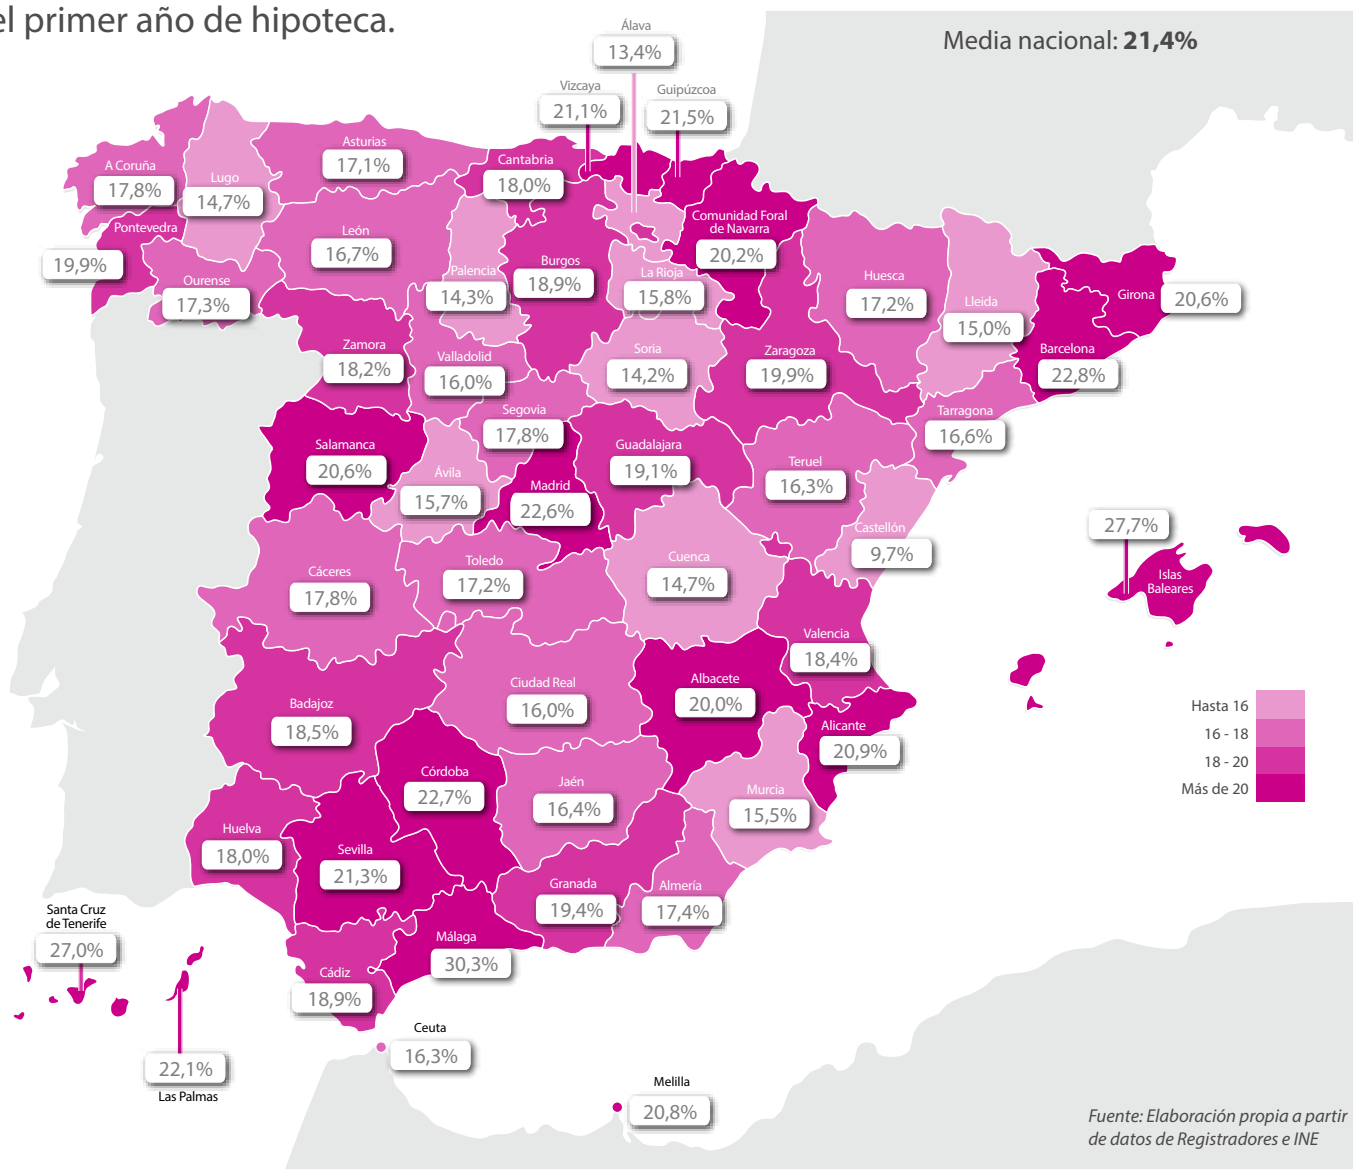 el primer año de hipoteca.
Media nacional: 21,4%
Álava
13,4%
Vizcaya
21,1%
Guipúzcoa
21,5%
A Coruña
17,8%
Lugo
14,7%
Asturias
17,1%
Cantabria
18,0%
Comunidad Foral
de Navarra
20,2%
Pontevedra
19,9%
Ourense
17,3%
León
16,7%
Palencia
14,3%
Burgos
18,9%
La Rioja
15,8%
Huesca
17,2%
Lleida
15,0%
Girona
20,6%
Zamora
18,2%
Valladolid
16,0%
Soria
14,2%
Zaragoza
19,9%
Barcelona
22,8%
Segovia
17,8%
Tarragona
16,6%
Salamanca
20,6%
Ávila
15,7%
Madrid
22,6%
Guadalajara
19,1%
Teruel
16,3%
Castellón
9,7%
27,7%
Islas
Baleares
Cáceres
17,8%
Toledo
17,2%
Cuenca
14,7%
Valencia
18,4%
Badajoz
18,5%
Ciudad Real
16,0%
Albacete
20,0%
Alicante
20,9%
Hasta 16
16 - 18
18 - 20
Más de 20
Córdoba
22,7%
Jaén
16,4%
Murcia
15,5%
Huelva
18,0%
Sevilla
21,3%
Granada
19,4%
Almería
17,4%
Santa Cruz
de Tenerife
27,0%
Málaga
30,3%
Cádiz
18,9%
Ceuta
16,3%
22,1%
Las Palmas
Melilla
20,8%
Fuente: Elaboración propia a partir
de datos de Registradores e INE